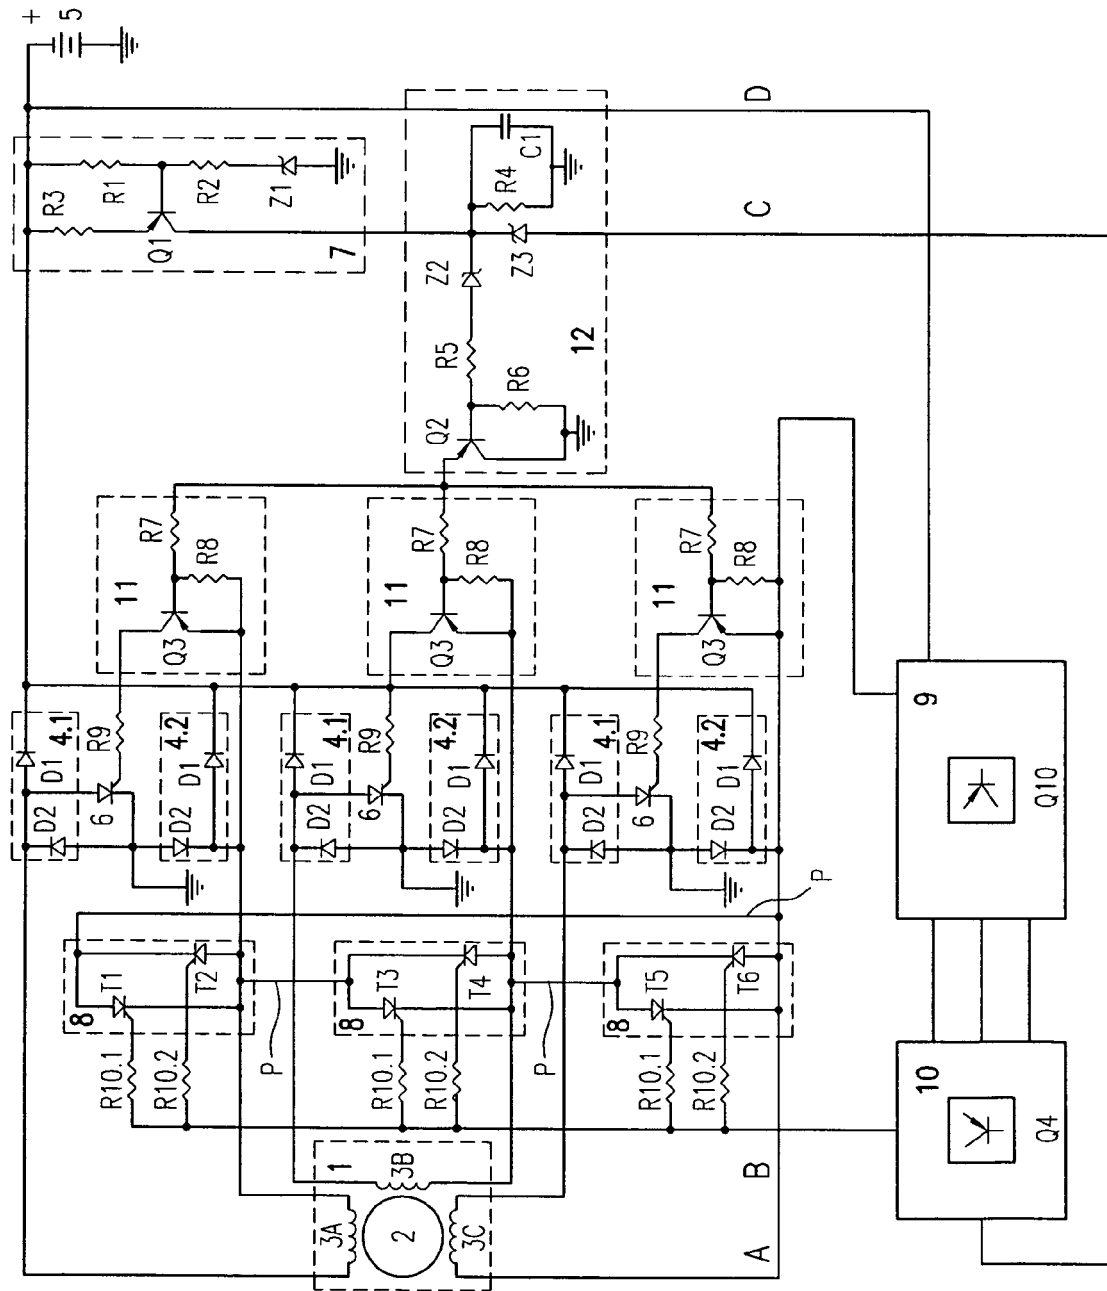 +
5
R3
R1
R2
Z1
Q1
7
D
C
C1
R4
Z3
Z2
R5
R6
Q2
12
R7
R8
11
Q3
R7
R8
11
Q3
R7
R8
11
Q3
4.1
D1
D2
R9
6
4.2
D1
D2
4.1
D1
D2
R9
6
4.2
D1
D2
4.1
D1
D2
R9
6
4.2
D1
D2
P
T1
T2
8
P
T3
T4
8
P
T5
T6
8
R10.1
R10.2
R10.1
R10.2
R10.1
R10.2
1
3B
3A
2
3C
B
A
9
Q10
10
Q4